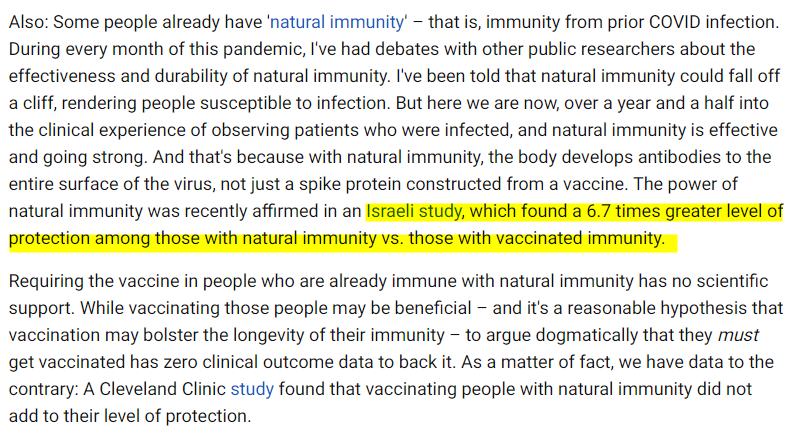 Also: Some people already have 'natural immunity' – that is, immunity from prior COVID infection.
During every month of this pandemic, I've had debates with other public researchers about the
effectiveness and durability of natural immunity. I've been told that natural immunity could fall off
a cliff, rendering people susceptible to infection. But here we are now, over a year and a half into
the clinical experience of observing patients who were infected, and natural immunity is effective
and going strong. And that's because with natural immunity, the body develops antibodies to the
entire surface of the virus, not just a spike protein constructed from a vaccine. The power of
natural immunity was recently affirmed in an Israeli study, which found a 6.7 times greater level of
protection among those with natural immunity vs. those with vaccinated immunity.
Requiring the vaccine in people who are already immune with natural immunity has no scientific
support. While vaccinating those people may be beneficial – and it's a reasonable hypothesis that
vaccination may bolster the longevity of their immunity – to argue dogmatically that they must
get vaccinated has zero clinical outcome data to back it. As a matter of fact, we have data to the
contrary: A Cleveland Clinic study found that vaccinating people with natural immunity did not
add to their level of protection.